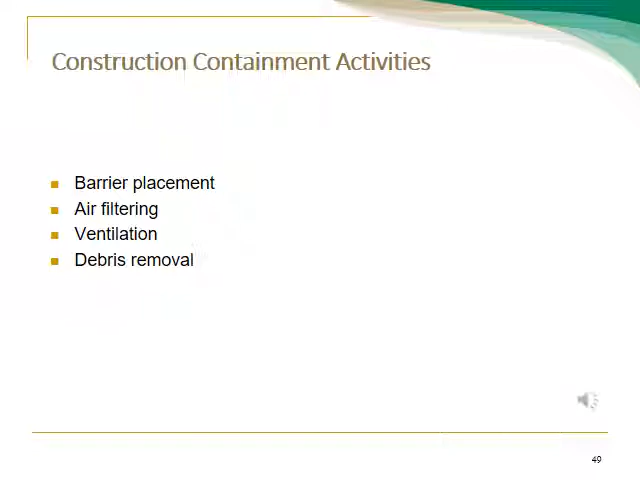 Construction Containment Activities
Barrier placement
Air filtering
Ventilation
Debris removal
49